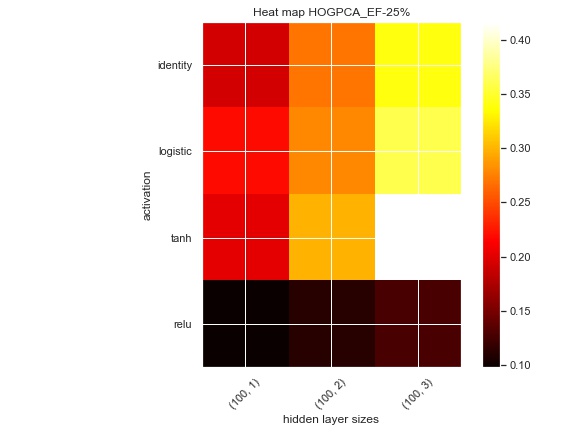 Heat map HOGPCA_EF-25%
identity
logistic
tanh
relu
activation
(100, 1)
(100, 2)
(100, 3)
hidden layer sizes
0.40
0.35
0.30
0.25
0.20
0.15
0.10